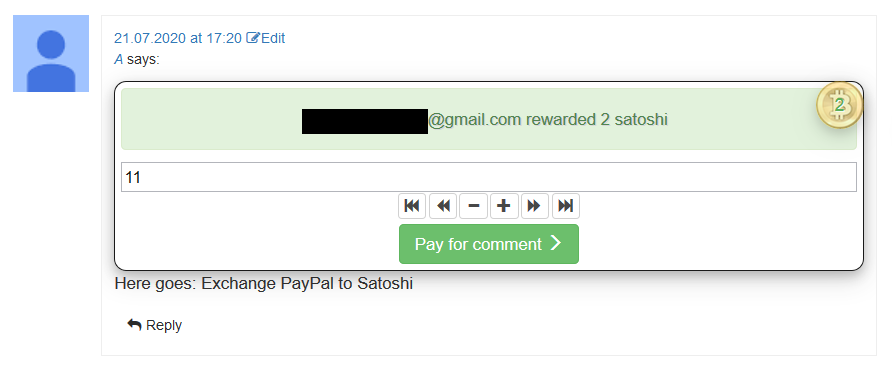 21.07.2020 at 17:20 Edit
A says:
@gmail.com rewarded 2 satoshi
2
11
Pay for comment
Here goes: Exchange PayPal to Satoshi
Reply